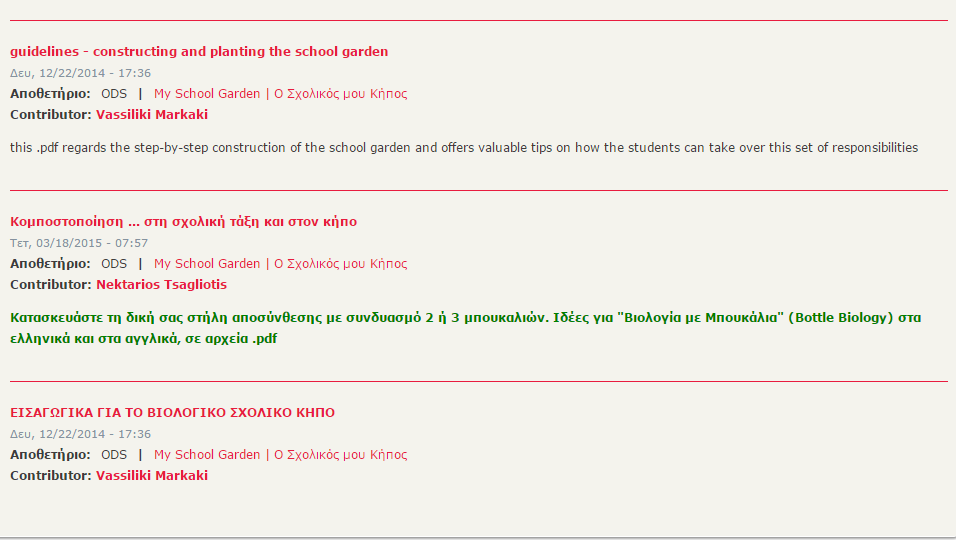 guidelines - constructing and planting the school garden
Δευ, 12/22/2014 - 17:36
Αποθετήριο: ODS | My School Garden | Ο Σχολικός μου Κήπος
Contributor: Vassiliki Markaki
this .pdf regards the step-by-step construction of the school garden and offers valuable tips on how the students can take over this set of responsibilities
Κομποστοποίηση ... στη σχολική τάξη και στον κήπο
Τετ, 03/18/2015 - 07:57
Αποθετήριο: ODS | My School Garden | Ο Σχολικός μου Κήπος
Contributor: Nektarios Tsagliotis
Κατασκευάστε τη δική σας στήλη αποσύνθεσης με συνδυασμό 2 ή 3 μπουκαλιών. Ιδέες για "Βιολογία με Μπουκάλια" (Bottle Biology) στα
ελληνικά και στα αγγλικά, σε αρχεία .pdf
ΕΙΣΑΓΩΓΙΚΑ ΓΙΑ ΤΟ ΒΙΟΛΟΓΙΚΟ ΣΧΟΛΙΚΟ ΚΗΠΟ
Δευ, 12/22/2014 - 17:36
Αποθετήριο: ODS | My School Garden | Ο Σχολικός μου Κήπος
Contributor: Vassiliki Markaki